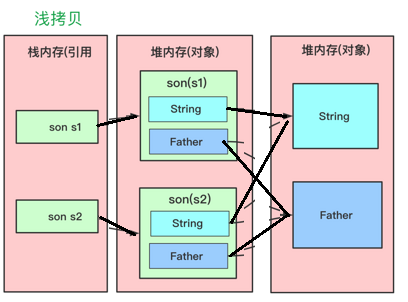 浅拷贝
栈内存(引用
堆内存(对象)
堆内存(对象)
son s1
son s2
son(s1)
String
Father
son(s2)
String
Father
String
Father